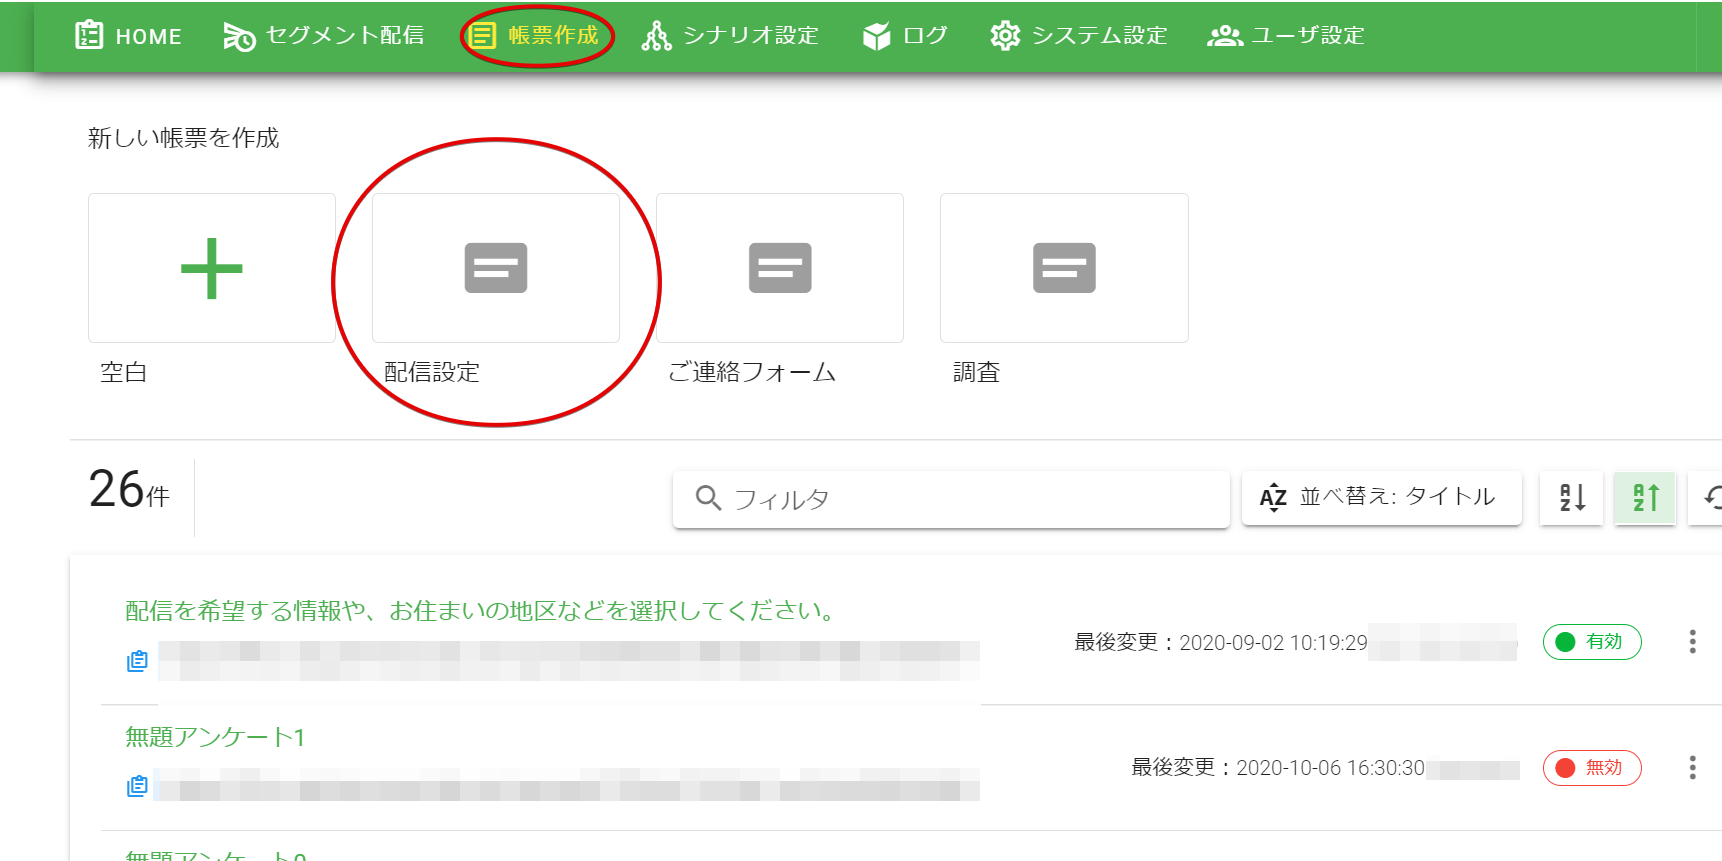 HOME セグメント配信 帳票作成 シナリオ設定 ログ システム設定 ユーザ設定
新しい帳票を作成
空白 配信設定 ご連絡フォーム 調査
26件 フィルタ AZ 並べ替え: タイトル
配信を希望する情報や、お住まいの地区などを選択してください。
最後変更：2020-09-02 10:19:29 有効
無題アンケート1
最後変更：2020-10-06 16:30:30 無効